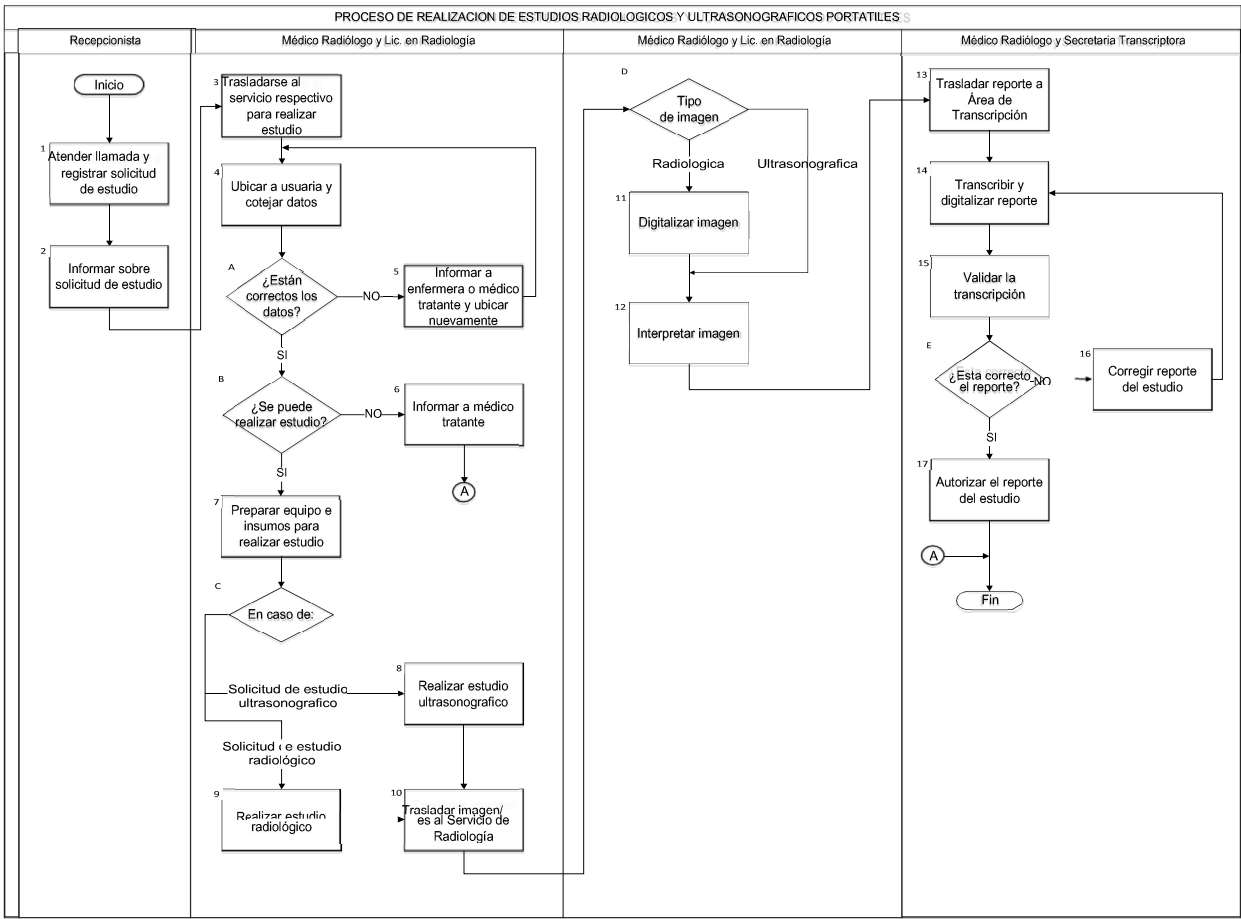 PROCESO DE REALIZACION DE ESTUDIOS RADIOLOGICOS Y ULTRASONOGRAFICOS PORTATILES
Recepcionista
Médico Radiólogo y Lic. en Radiología
Médico Radiólogo y Lic. en Radiología
Médico Radiólogo y Secretaria Transcriptora
Inicio
1
Atender llamada y
registrar solicitud
de estudio
2
Informar sobre
solicitud de estudio
3
Trasladarse al
servicio respectivo
para realizar
estudio
4
Ubicar a usuaria y
cotejar datos
A
¿Están
correctos los
datos?
NO
5
Informar a
enfermera o médico
tratante y ubicar
nuevamente
SI
B
¿Se puede
realizar estudio?
NO
6
Informar a médico
tratante
A
SI
7
Preparar equipo e
insumos para
realizar estudio
C
En caso de:
Solicitud de estudio
ultrasonografico
8
Realizar estudio
ultrasonografico
Solicitud de estudio
radiológico
9
Realizar estudio
radiológico
10
Trasladar imagen/
es al Servicio de
Radiología
D
Tipo
de imagen
Radiologica
Ultrasonografica
11
Digitalizar imagen
12
Interpretar imagen
13
Trasladar reporte a
Área de
Transcripción
14
Transcribir y
digitalizar reporte
15
Validar la
transcripción
E
¿Esta correcto
el reporte?
NO
16
Corregir reporte
del estudio
SI
17
Autorizar el reporte
del estudio
A
Fin